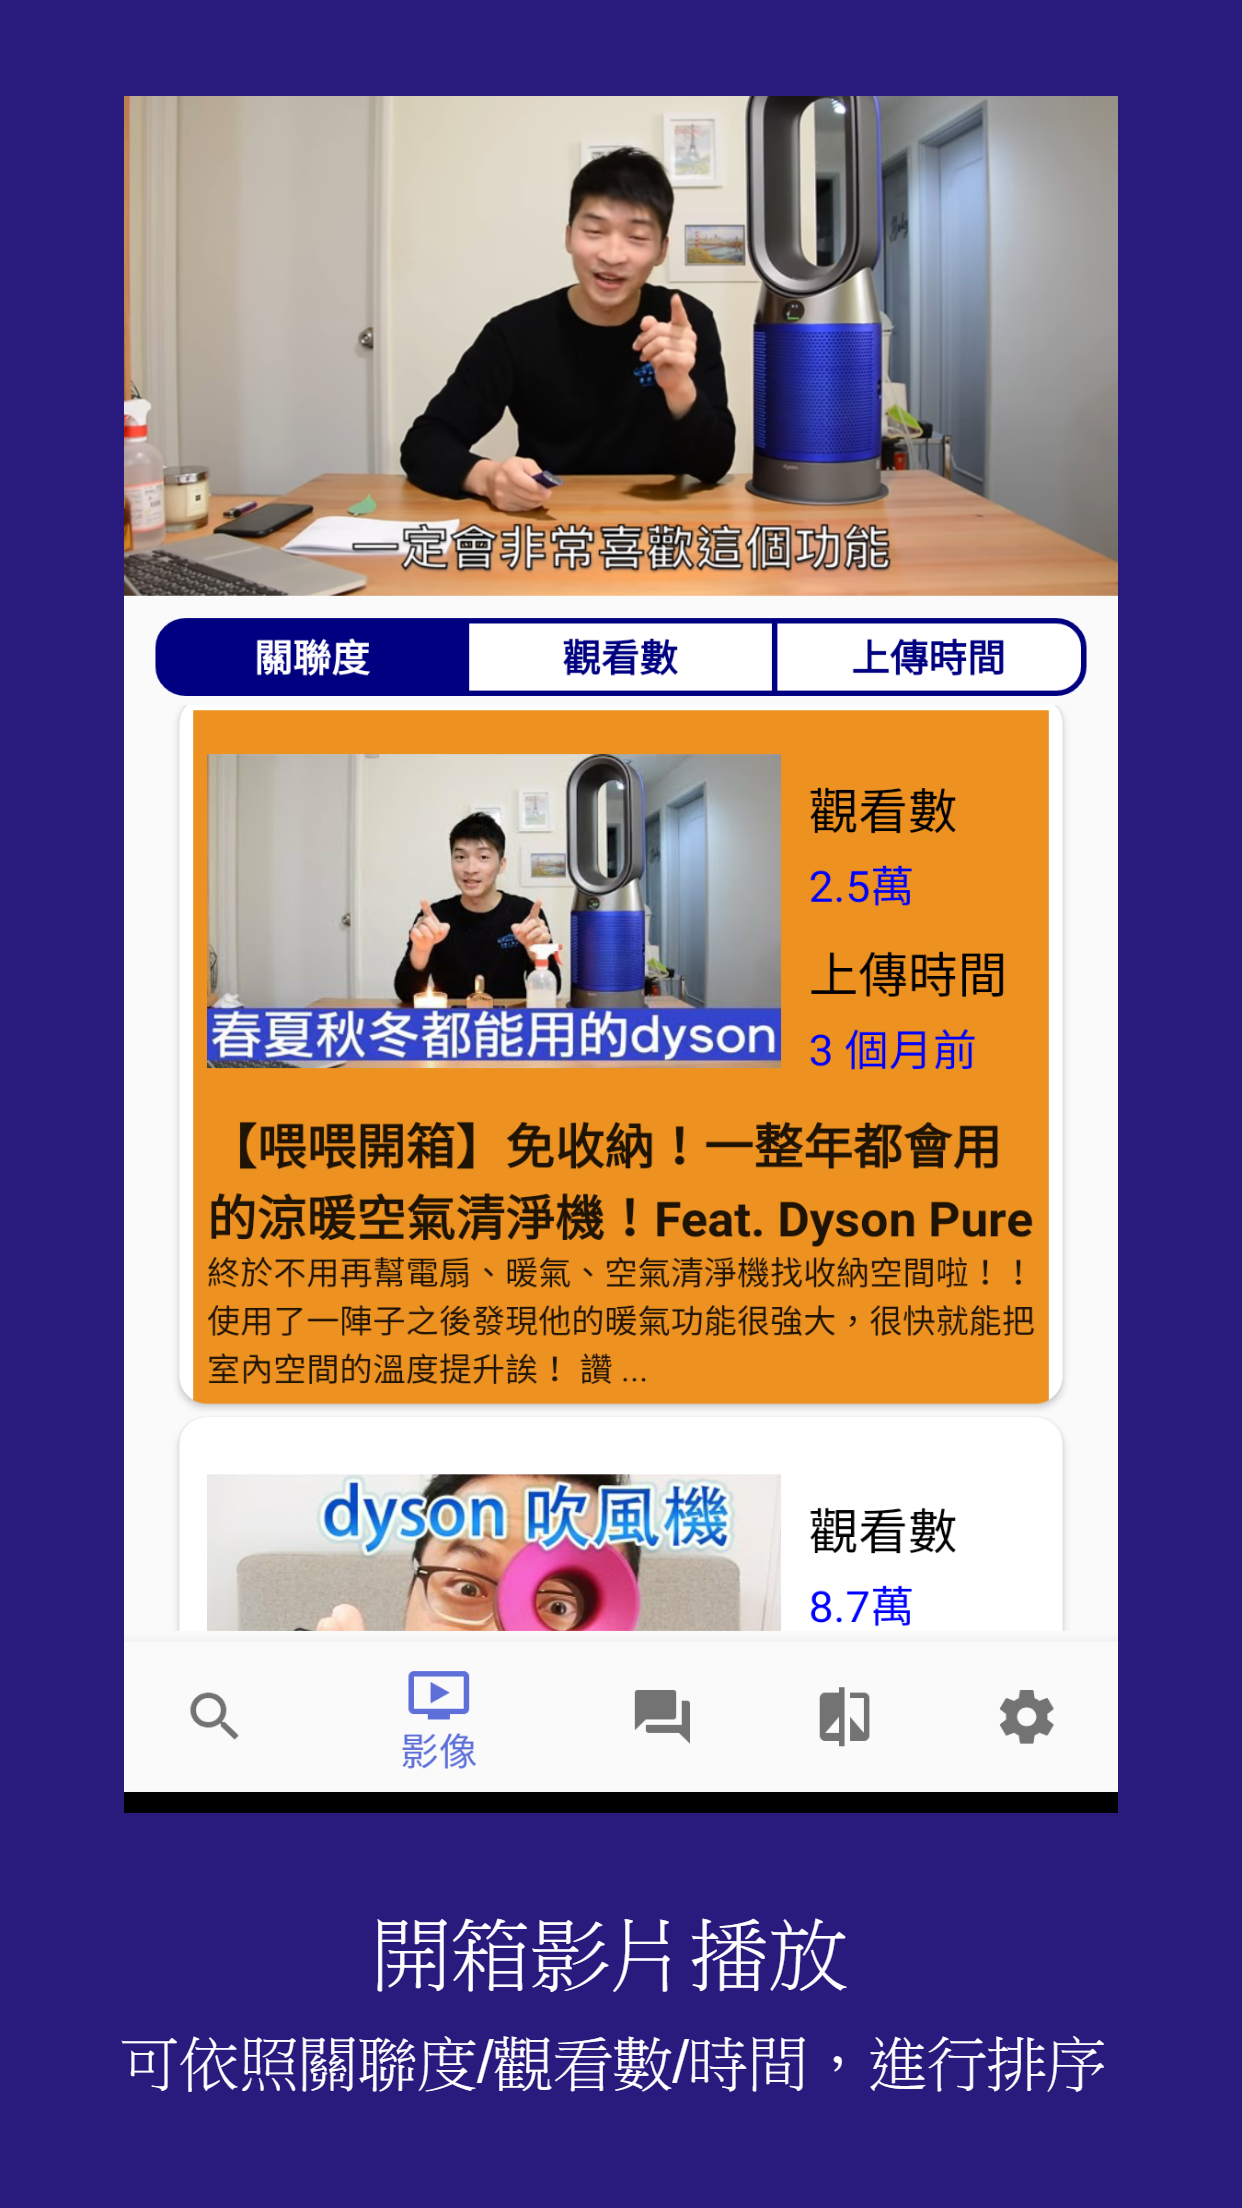 一定會非常喜歡這個功能
關聯度
觀看數
上傳時間
春夏秋冬都能用的dyson
觀看數
2.5萬
上傳時間
3 個月前
【喂喂開箱】免收納！一整年都會用
的涼暖空氣清淨機！Feat. Dyson Pure
終於不用再幫電扇、暖氣、空氣清淨機找收納空間啦！！
使用了一陣子之後發現他的暖氣功能很強大，很快就能把
室內空間的溫度提升誒！ 讚 ...
dyson 吹風機
觀看數
8.7萬
影像
開箱影片播放
可依照關聯度/觀看數/時間，進行排序